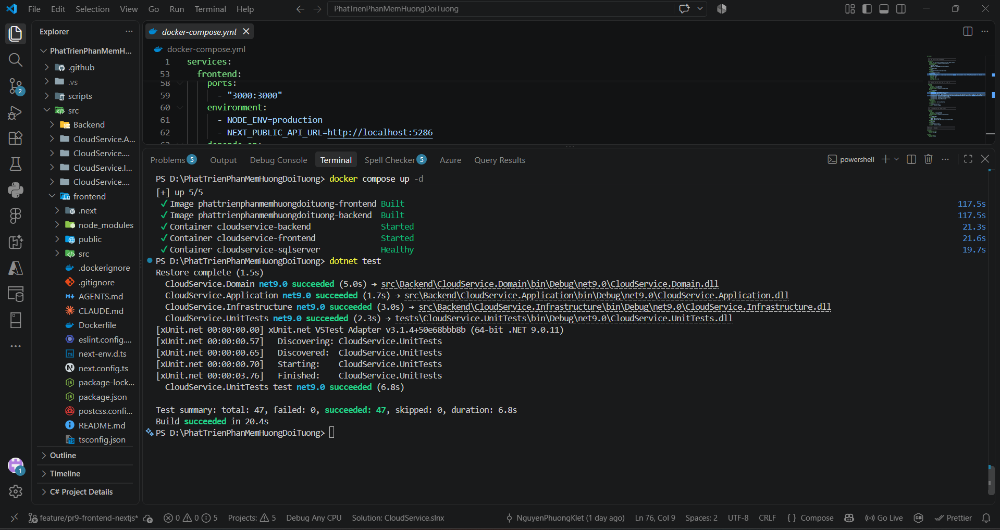 File Edit Selection View Go Run Terminal Help
PhatTrienPhanMemHuongDoiTuong
Explorer
PhatTrienPhanMemH...
.github
.vs
scripts
src
Backend
CloudService.A...
CloudService....
CloudService.I...
CloudService....
frontend
.next
node_modules
public
src
.dockerignore
.gitignore
AGENTS.md
CLAUDE.md
Dockerfile
eslint.config....
next-env.d.ts
next.config.ts
package-lock...
package.json
postcss.confi...
README.md
tsconfig.json
Outline
Timeline
C# Project Details
2
1
docker-compose.yml
docker-compose.yml
1 services:
53 frontend:
58 ports:
59 - "3000:3000"
60 environment:
61 - NODE_ENV=production
62 - NEXT_PUBLIC_API_URL=http://localhost:5286
63 depends_on:
Problems 5 Output Debug Console Terminal Spell Checker 5 Azure Query Results
powershell
PS D:\PhatTrienPhanMemHuongDoiTuong> docker compose up -d
[+] up 5/5
✓ Image phattrienphanmemhuongdoituong-frontend Built 117.5s
✓ Image phattrienphanmemhuongdoituong-backend Built 117.5s
✓ Container cloudservice-backend Started 21.3s
✓ Container cloudservice-frontend Started 21.6s
✓ Container cloudservice-sqlserver Healthy 19.7s
PS D:\PhatTrienPhanMemHuongDoiTuong> dotnet test
Restore complete (1.5s)
CloudService.Domain net9.0 succeeded (5.0s) → src\Backend\CloudService.Domain\bin\Debug\net9.0\CloudService.Domain.dll
CloudService.Application net9.0 succeeded (1.7s) → src\Backend\CloudService.Application\bin\Debug\net9.0\CloudService.Application.dll
CloudService.Infrastructure net9.0 succeeded (3.0s) → src\Backend\CloudService.Infrastructure\bin\Debug\net9.0\CloudService.Infrastructure.dll
CloudService.UnitTests net9.0 succeeded (2.3s) → tests\CloudService.UnitTests\bin\Debug\net9.0\CloudService.UnitTests.dll
[xUnit.net 00:00:00.00] xUnit.net VSTest Adapter v3.1.4+50e68bbb8b (64-bit .NET 9.0.11)
[xUnit.net 00:00:00.57] Discovering: CloudService.UnitTests
[xUnit.net 00:00:00.65] Discovered: CloudService.UnitTests
[xUnit.net 00:00:00.70] Starting: CloudService.UnitTests
[xUnit.net 00:00:03.76] Finished: CloudService.UnitTests
CloudService.UnitTests test net9.0 succeeded (6.8s)
Test summary: total: 47, failed: 0, succeeded: 47, skipped: 0, duration: 6.8s
Build succeeded in 20.4s
PS D:\PhatTrienPhanMemHuongDoiTuong>
feature/pr9-frontend-nextjs* 0 0 5 Projects: 5 Debug Any CPU Solution: CloudService.slnx NguyenPhuongKlet (1 day ago) Ln 76, Col 9 Spaces: 2 UTF-8 CRLF { } Compose Go Live Prettier